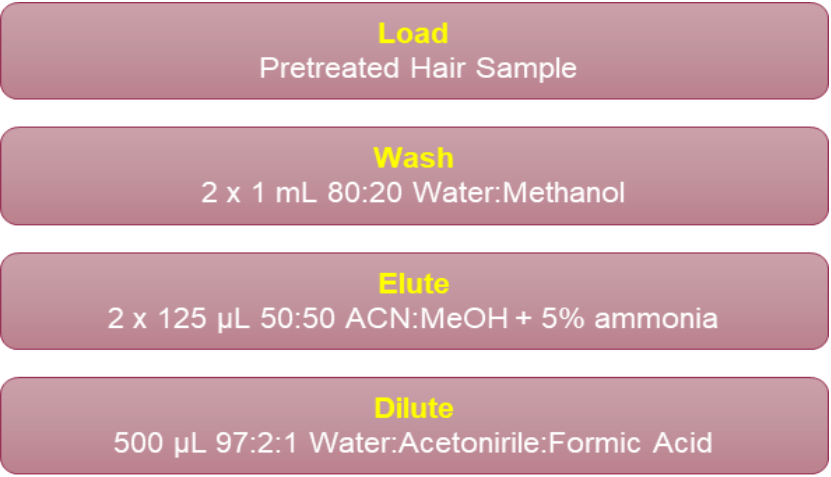 Load
Pretreated Hair Sample
Wash
2 x 1 mL 80:20 Water:Methanol
Elute
2 x 125 µL 50:50 ACN:MeOH + 5% ammonia
Dilute
500 µL 97:2:1 Water:Acetonirile:Formic Acid